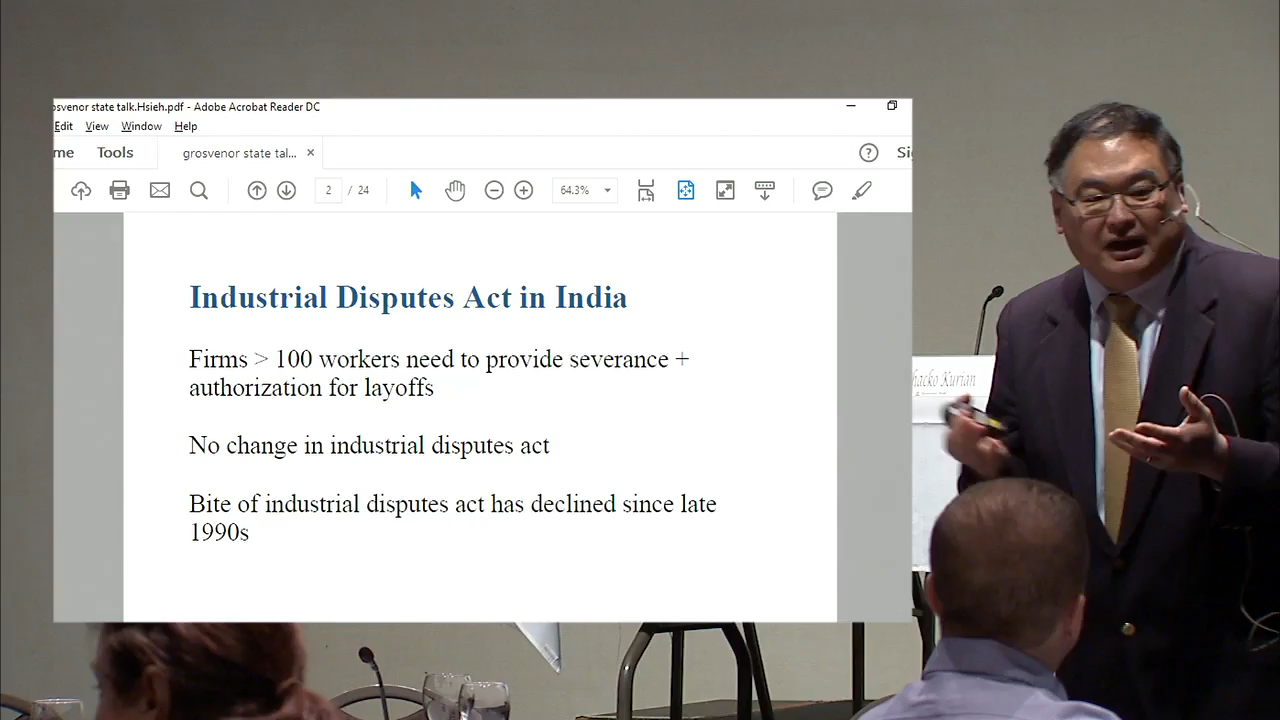 osvenor state talk.Hsieh.pdf - Adobe Acrobat Reader DC
Edit View Window Help
me Tools grosvenor state tal... × ? Si
2 / 24 64.3%
Industrial Disputes Act in India
Firms > 100 workers need to provide severance +
authorization for layoffs
No change in industrial disputes act
Bite of industrial disputes act has declined since late
1990s
hacko Kurian